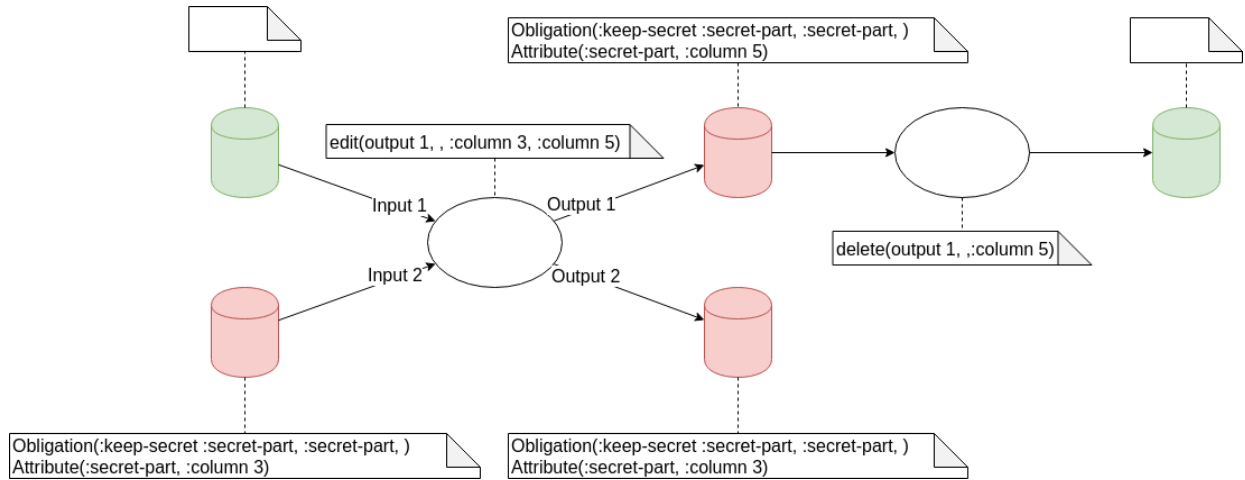 Obligation(:keep-secret :secret-part, :secret-part, )
Attribute(:secret-part, :column 5)
edit(output 1, , :column 3, :column 5)
Input 1
Output 1
delete(output 1, ,:column 5)
Input 2
Output 2
Obligation(:keep-secret :secret-part, :secret-part, )
Attribute(:secret-part, :column 3)
Obligation(:keep-secret :secret-part, :secret-part, )
Attribute(:secret-part, :column 3)